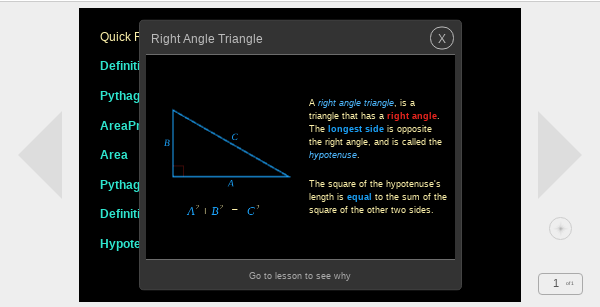 Quick
Right Angle Triangle
X
Definiti
Pythag
AreaPr
Area
Pythag
Definiti
Hypote
A right angle triangle, is a
triangle that has a right angle.
The longest side is opposite
the right angle, and is called the
hypotenuse.
B
C
A
The square of the hypotenuse's
length is equal to the sum of the
square of the other two sides.
A² + B² = C²
Go to lesson to see why
1 of 1